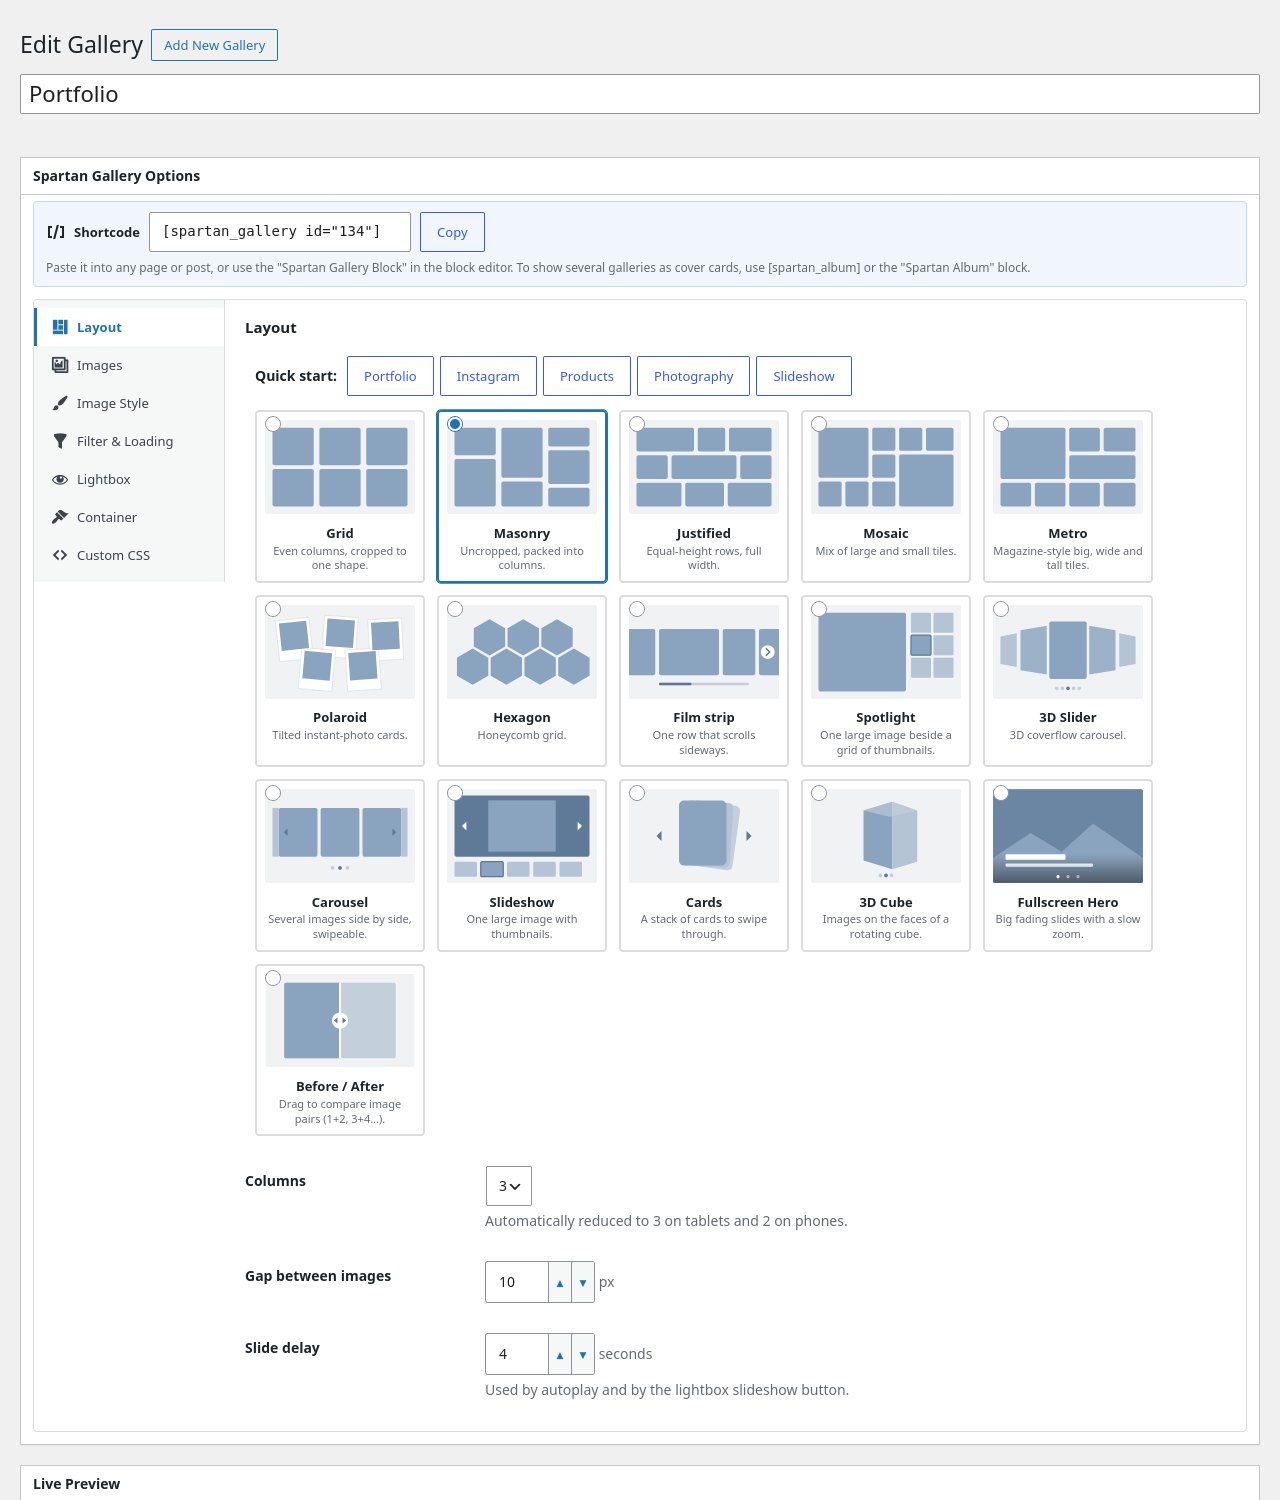 Edit Gallery
Add New Gallery
Portfolio
Spartan Gallery Options
[/] Shortcode
[spartan_gallery id="134"]
Copy
Paste it into any page or post, or use the "Spartan Gallery Block" in the block editor. To show several galleries as cover cards, use [spartan_album] or the "Spartan Album" block.
Layout
Images
Image Style
Filter & Loading
Lightbox
Container
Custom CSS
Layout
Quick start:
Portfolio
Instagram
Products
Photography
Slideshow
Grid
Even columns, cropped to
one shape.
Masonry
Uncropped, packed into
columns.
Justified
Equal-height rows, full
width.
Mosaic
Mix of large and small tiles.
Metro
Magazine-style big, wide and
tall tiles.
Polaroid
Tilted instant-photo cards.
Hexagon
Honeycomb grid.
Film strip
One row that scrolls
sideways.
Spotlight
One large image beside a
grid of thumbnails.
3D Slider
3D coverflow carousel.
Carousel
Several images side by side,
swipeable.
Slideshow
One large image with
thumbnails.
Cards
A stack of cards to swipe
through.
3D Cube
Images on the faces of a
rotating cube.
Fullscreen Hero
Big fading slides with a slow
zoom.
Before / After
Drag to compare image
pairs (1+2, 3+4...).
Columns
3
Automatically reduced to 3 on tablets and 2 on phones.
Gap between images
10
px
Slide delay
4
seconds
Used by autoplay and by the lightbox slideshow button.
Live Preview